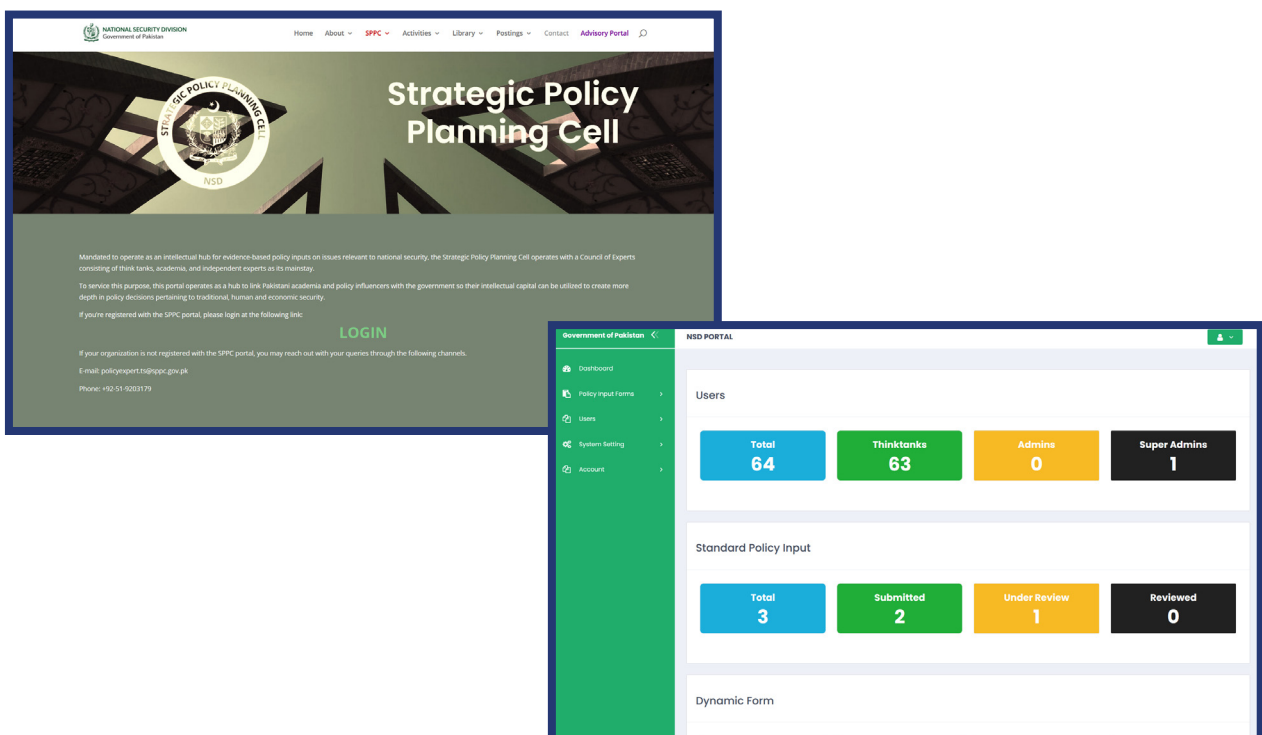 NATIONAL SECURITY DIVISION
Government of Pakistan
Home About SPPC Activities Library Postings Contact Advisory Portal
STRATEGIC POLICY PLANNING CELL
NSD
Strategic Policy
Planning Cell
Mandated to operate as an intellectual hub for evidence-based policy inputs on issues relevant to national security, the Strategic Policy Planning Cell operates with a Council of Experts
consisting of think tanks, academia, and independent experts as its mainstay.
To service this purpose, this portal operates as a hub to link Pakistani academia and policy influencers with the government so their intellectual capital can be utilized to create more
depth in policy decisions pertaining to traditional, human and economic security.
If you're registered with the SPPC portal, please login at the following link:
LOGIN
If your organization is not registered with the SPPC portal, you may reach out with your queries through the following channels.
E-mail: policyexpert.ts@sppc.gov.pk
Phone: +92-51-9203179
Government of Pakistan
NSD PORTAL
Dashboard
Policy Input Forms
Users
System Setting
Account
Users
Total Thinktanks Admins Super Admins
64 63 0 1
Standard Policy Input
Total Submitted Under Review Reviewed
3 2 1 0
Dynamic Form